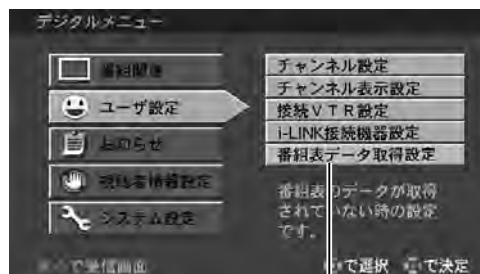 デジタルメニュー
番組関連
ユーザ設定
お知らせ
視聴者情報設定
システム設定
チャンネル設定
チャンネル表示設定
接続VTR設定
i-LINK接続機器設定
番組表データ取得設定
番組表のデータが取得
されていない時の設定
です。
で受信画面
で選択 で決定